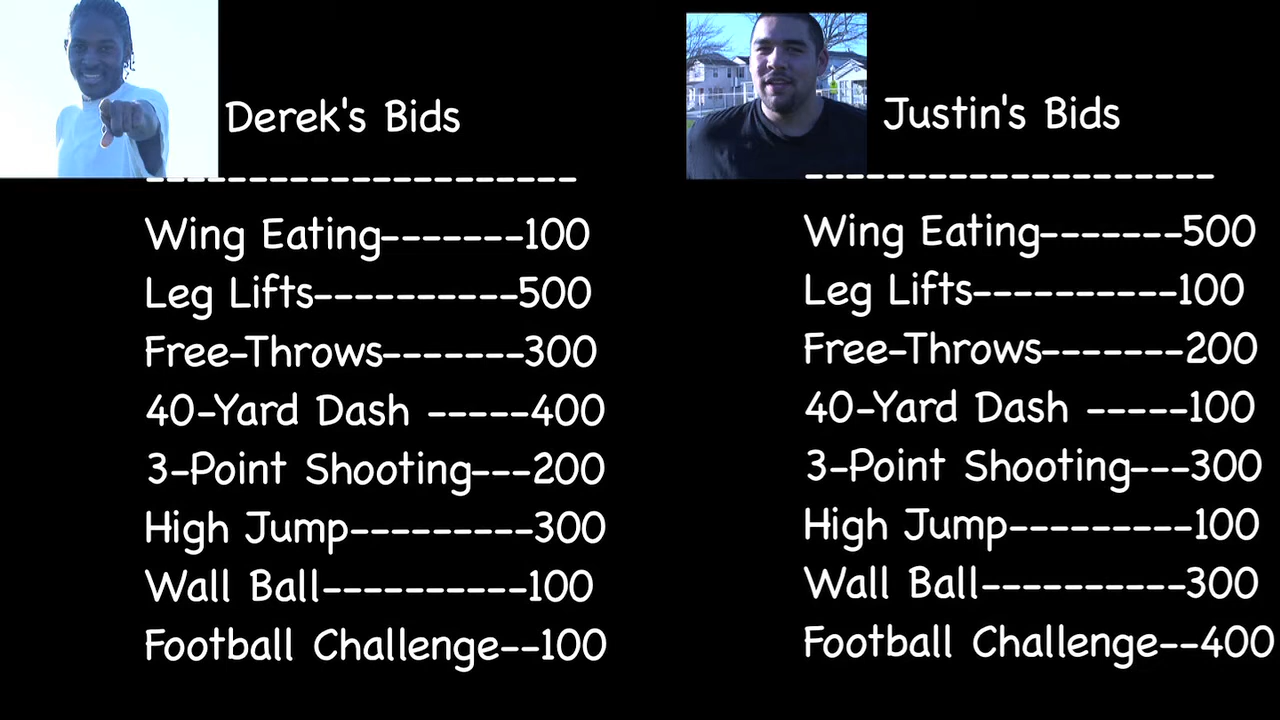 Derek's Bids
---------------------
Wing Eating-------100
Leg Lifts----------500
Free-Throws-------300
40-Yard Dash -----400
3-Point Shooting---200
High Jump---------300
Wall Ball----------100
Football Challenge--100
Justin's Bids
--------------------
Wing Eating-------500
Leg Lifts----------100
Free-Throws-------200
40-Yard Dash -----100
3-Point Shooting---300
High Jump---------100
Wall Ball----------300
Football Challenge--400